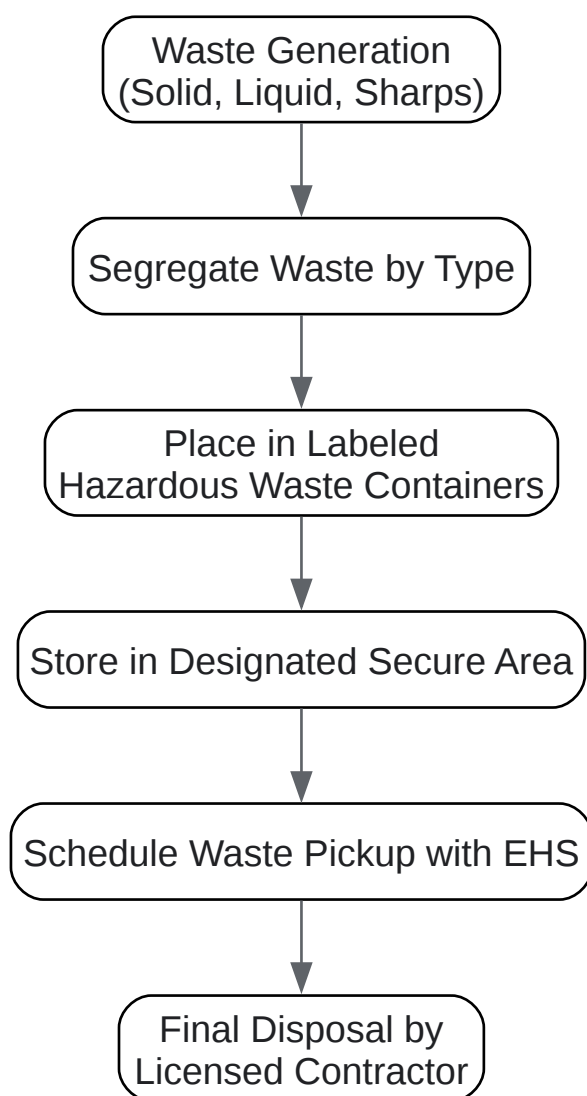 Waste Generation
(Solid, Liquid, Sharps)
Segregate Waste by Type
Place in Labeled
Hazardous Waste Containers
Store in Designated Secure Area
Schedule Waste Pickup with EHS
Final Disposal by
Licensed Contractor